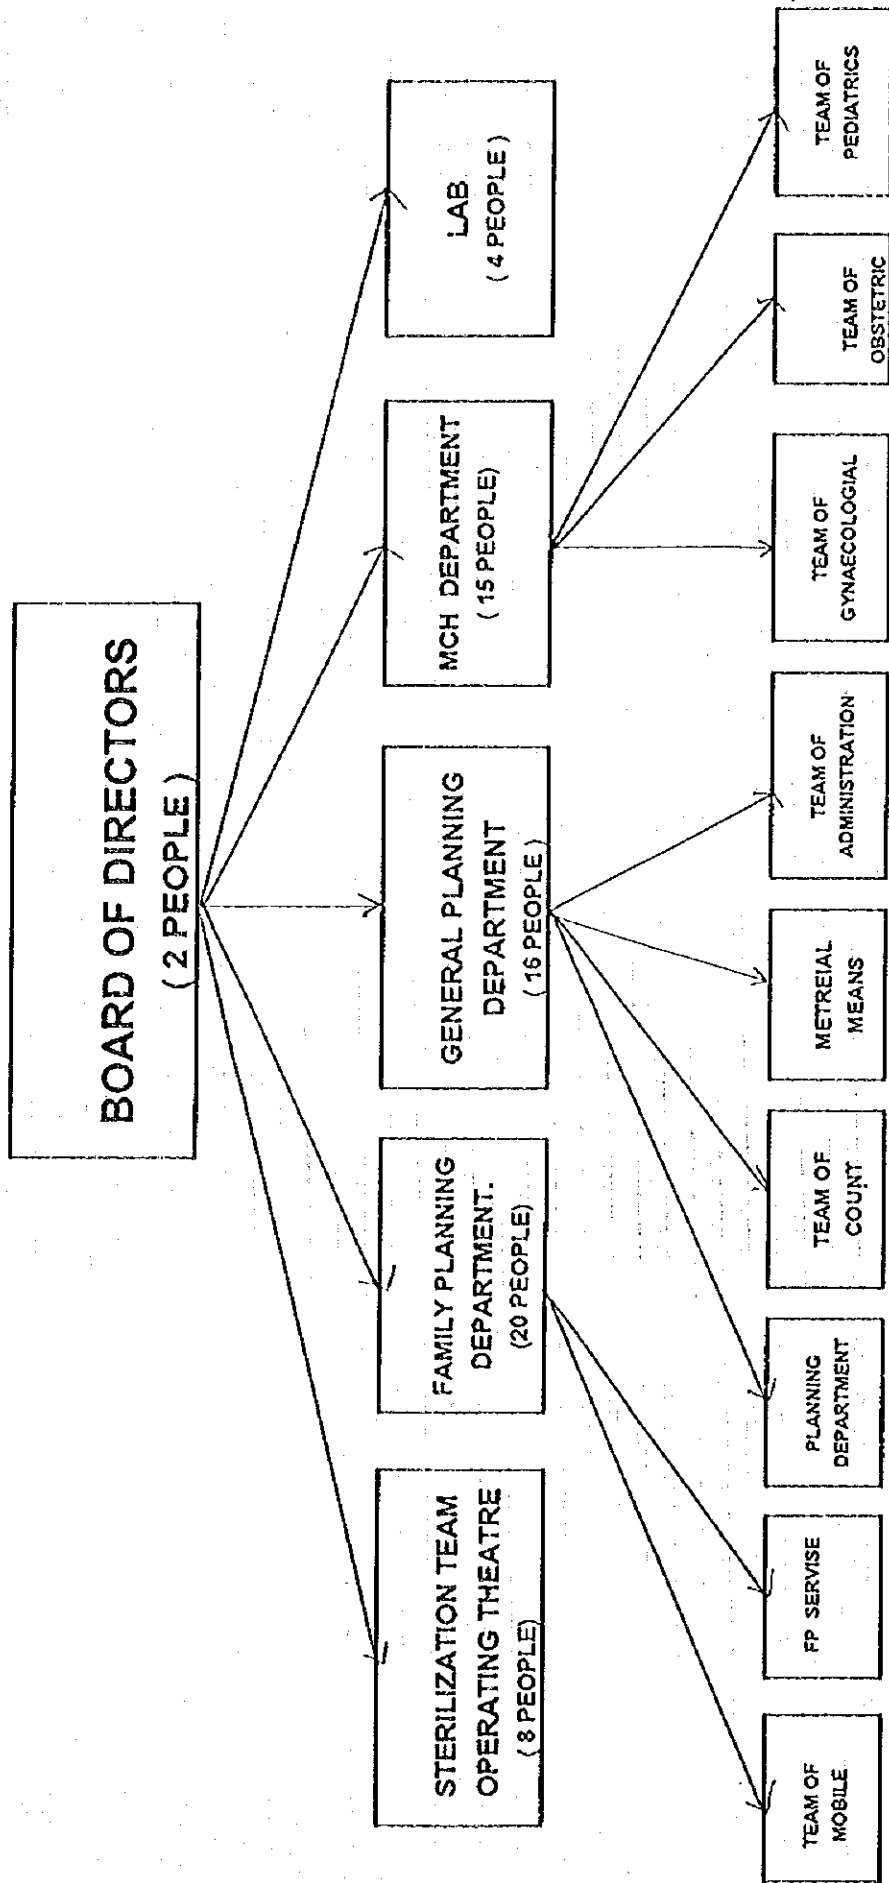 BOARD OF DIRECTORS
( 2 PEOPLE )
STERILIZATION TEAM
OPERATING THEATRE
( 8 PEOPLE)
FAMILY PLANNING
DEPARTMENT.
(20 PEOPLE)
GENERAL PLANNING
DEPARTMENT
( 16 PEOPLE )
MCH DEPARTMENT
( 15 PEOPLE)
LAB
( 4 PEOPLE )
TEAM OF
MOBILE
FP SERVISE
PLANNING
DEPARTMENT
TEAM OF
COUNT
METREIAL
MEANS
TEAM OF
ADMINISTRATION
TEAM OF
GYNAECOLOGIAL
TEAM OF
OBSTETRIC
TEAM OF
PEDIATRICS